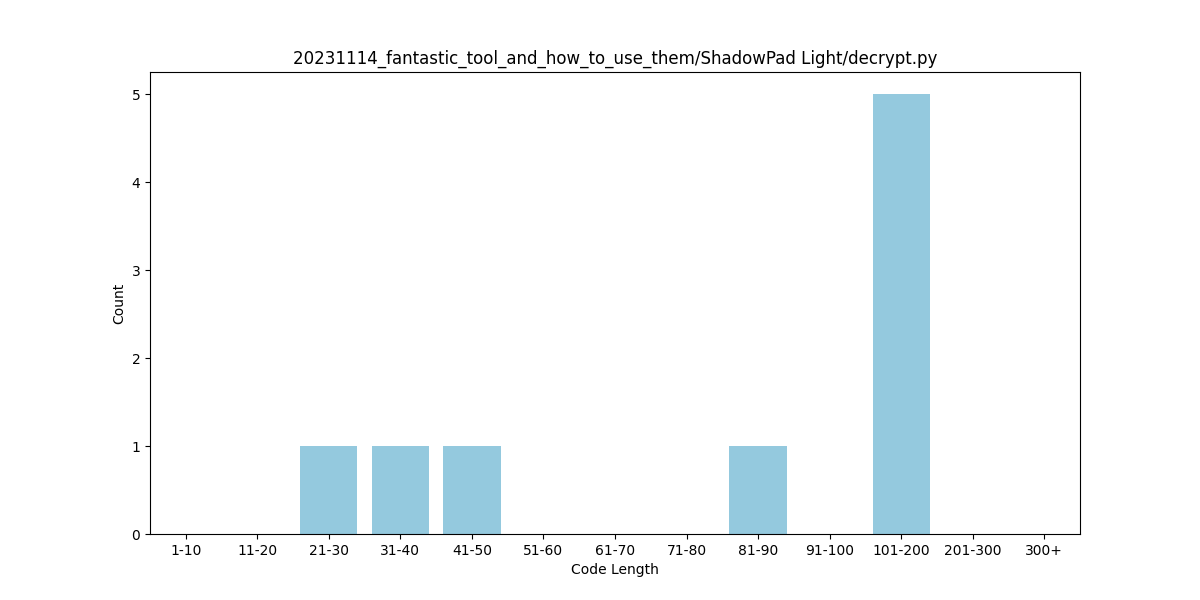 20231114_fantastic_tool_and_how_to_use_them/ShadowPad Light/decrypt.py
5
4
3
2
1
0
Count
1-10 11-20 21-30 31-40 41-50 51-60 61-70 71-80 81-90 91-100 101-200 201-300 300+
Code Length